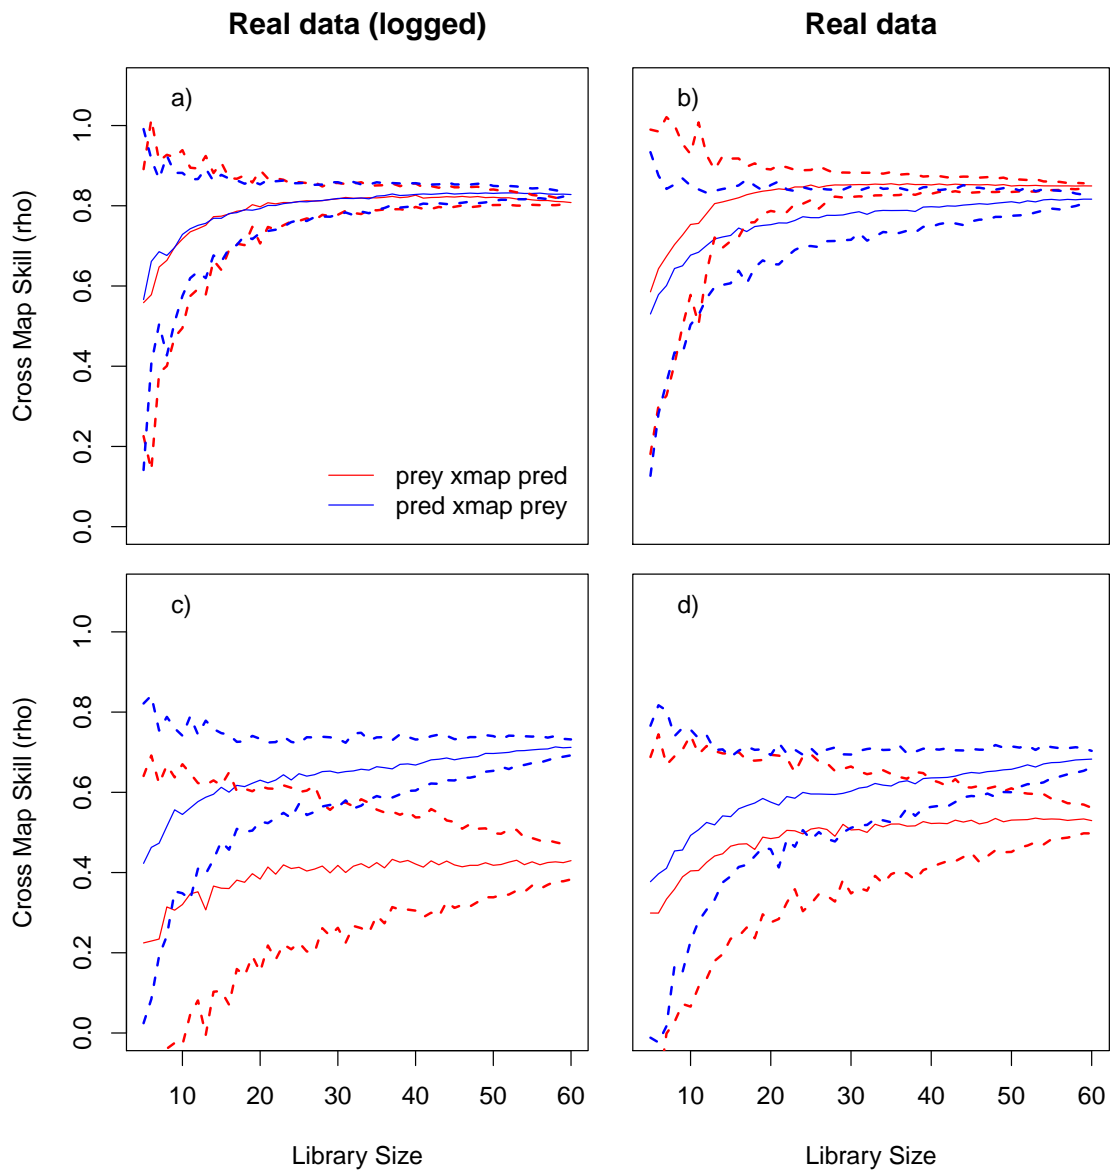 Real data (logged)
Real data
a)
b)
Cross Map Skill (rho)
1.0
0.8
0.6
0.4
0.2
0.0
prey xmap pred
pred xmap prey
c)
d)
Cross Map Skill (rho)
1.0
0.8
0.6
0.4
0.2
0.0
10 20 30 40 50 60
10 20 30 40 50 60
Library Size
Library Size